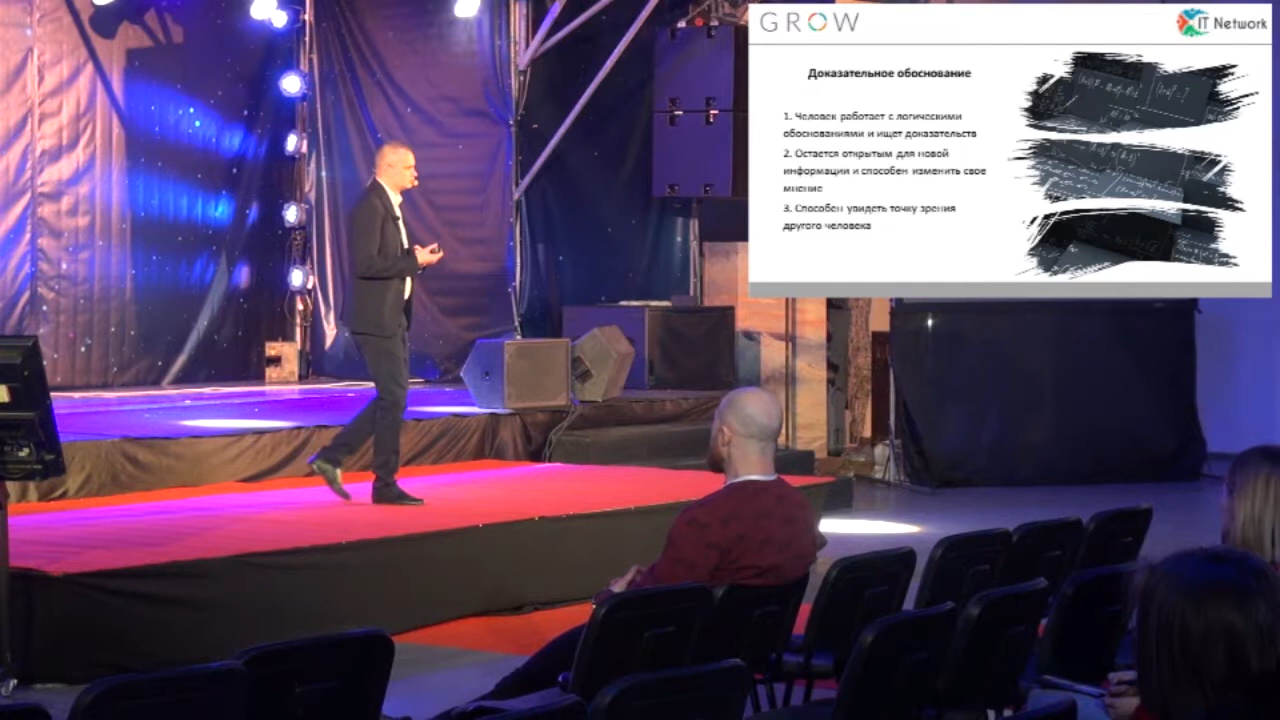 GROW
IT Network
Доказательное обоснование
1. Человек работает с логическими
обоснованиями и ищет доказательств
2. Остается открытым для новой
информации и способен изменить свое
мнение
3. Способен увидеть точку зрения
другого человека